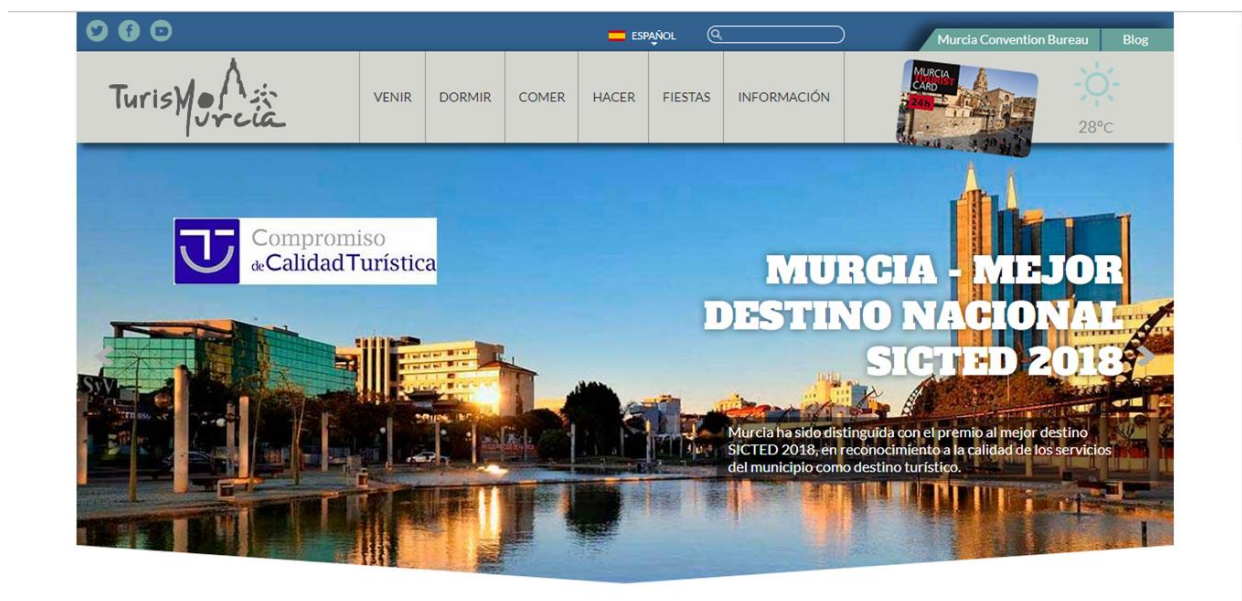 ESPAÑOL
Murcia Convention Bureau
Blog
TurisMo Murcia
VENIR
DORMIR
COMER
HACER
FIESTAS
INFORMACIÓN
MURCIA
TOURIST
CARD
24h
28°C
Compromiso
de Calidad Turística
MURCIA - MEJOR
DESTINO NACIONAL
SICTED 2018
SyV
Murcia ha sido distinguida con el premio al mejor destino
SICTED 2018, en reconocimiento a la calidad de los servicios
del municipio como destino turístico.